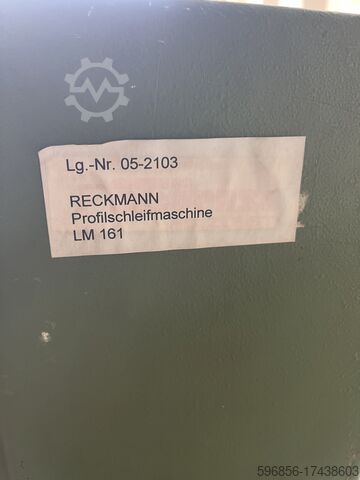 Lg.-Nr. 05-2103
RECKMANN
Profilschleifmaschine
LM 161
596856-17438603